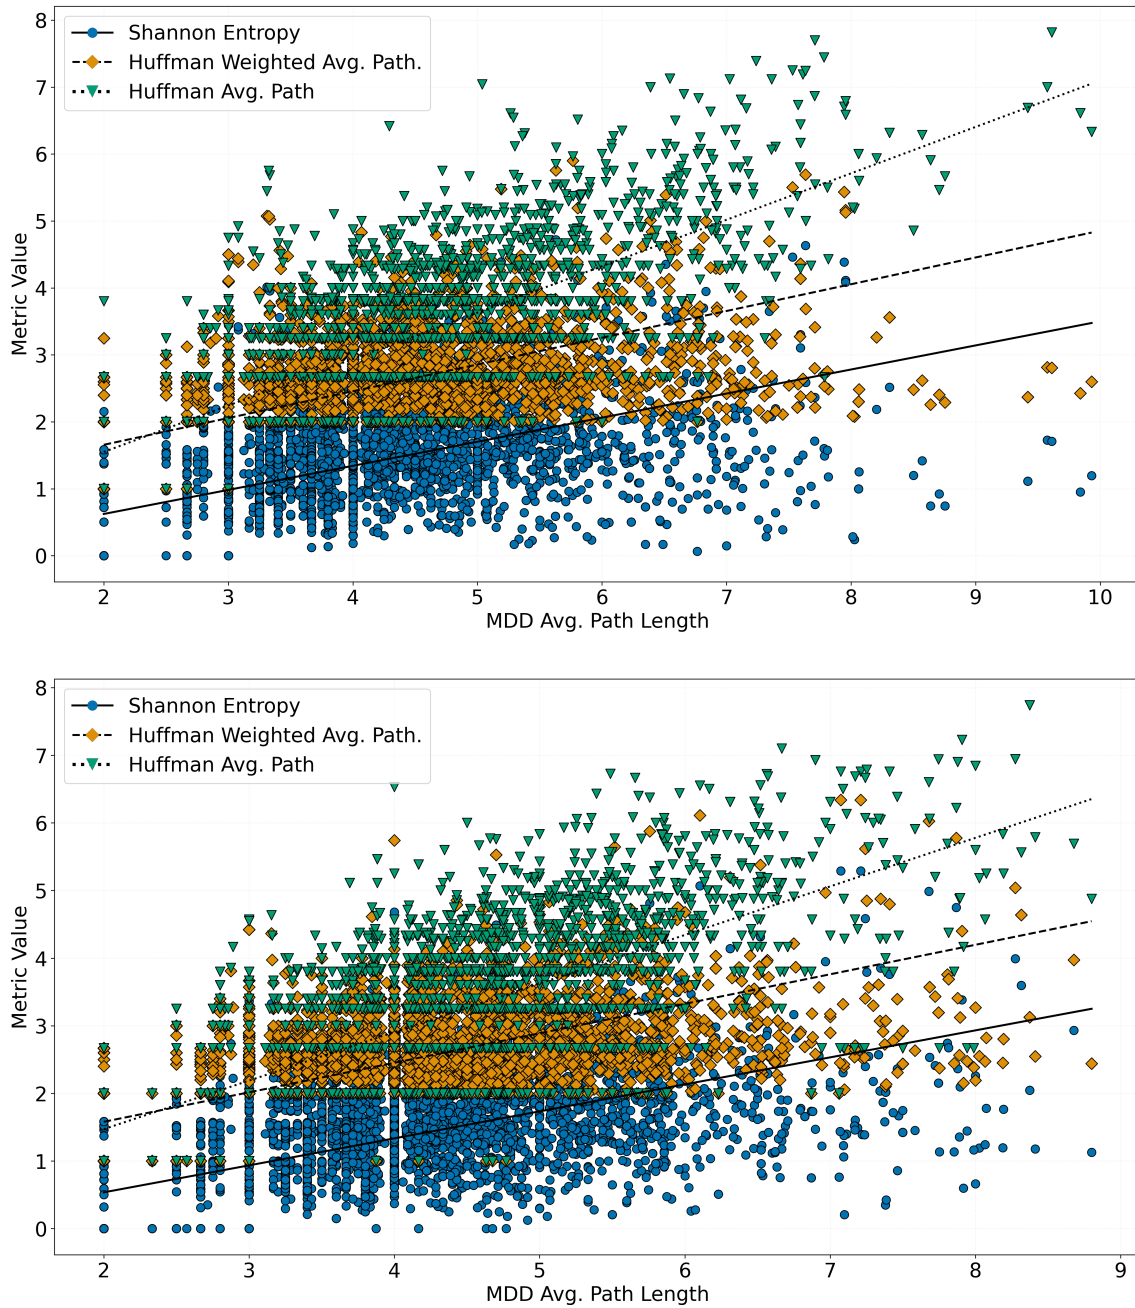 Shannon Entropy
Huffman Weighted Avg. Path.
Huffman Avg. Path
Metric Value
8
7
6
5
4
3
2
1
0
2 3 4 5 6 7 8 9 10
MDD Avg. Path Length
Shannon Entropy
Huffman Weighted Avg. Path.
Huffman Avg. Path
Metric Value
8
7
6
5
4
3
2
1
0
2 3 4 5 6 7 8 9
MDD Avg. Path Length